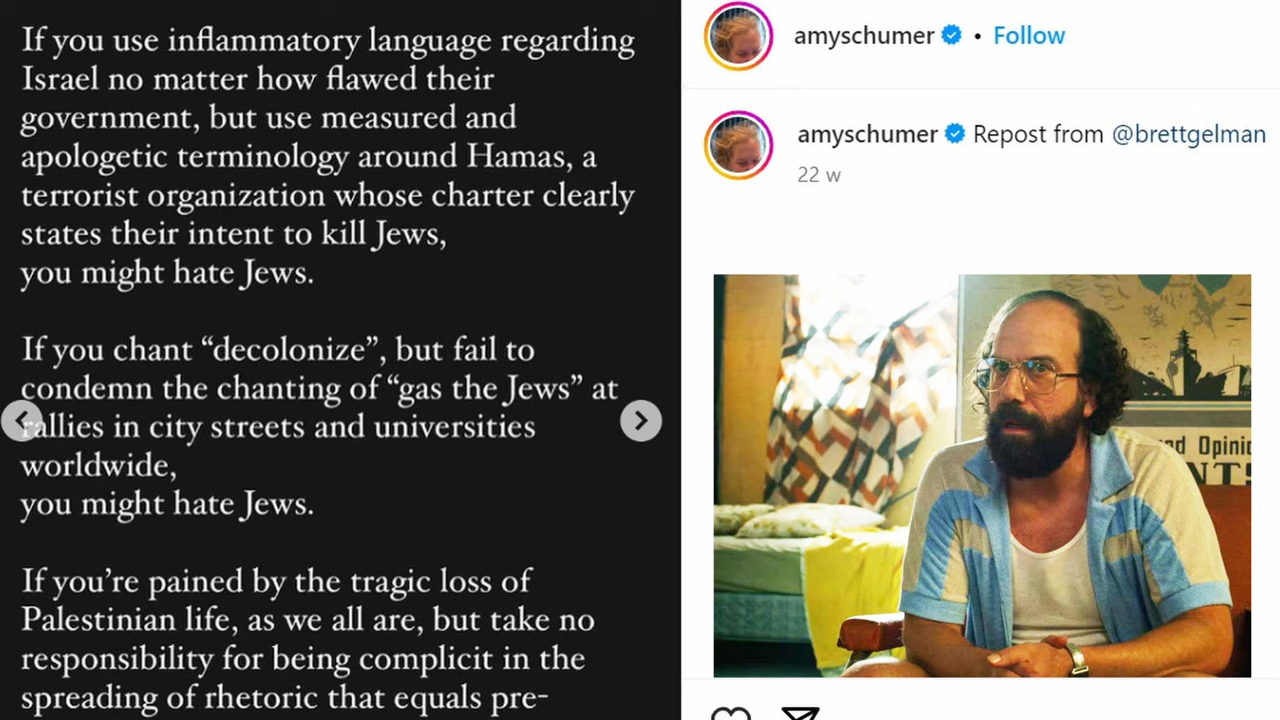 If you use inflammatory language regarding
Israel no matter how flawed their
government, but use measured and
apologetic terminology around Hamas, a
terrorist organization whose charter clearly
states their intent to kill Jews,
you might hate Jews.
If you chant “decolonize”, but fail to
condemn the chanting of “gas the Jews” at
rallies in city streets and universities
worldwide,
you might hate Jews.
If you’re pained by the tragic loss of
Palestinian life, as we all are, but take no
responsibility for being complicit in the
spreading of rhetoric that equals pre-
amyschumer • Follow
amyschumer Repost from @brettgelman
22 w
nd Opinio
NTS